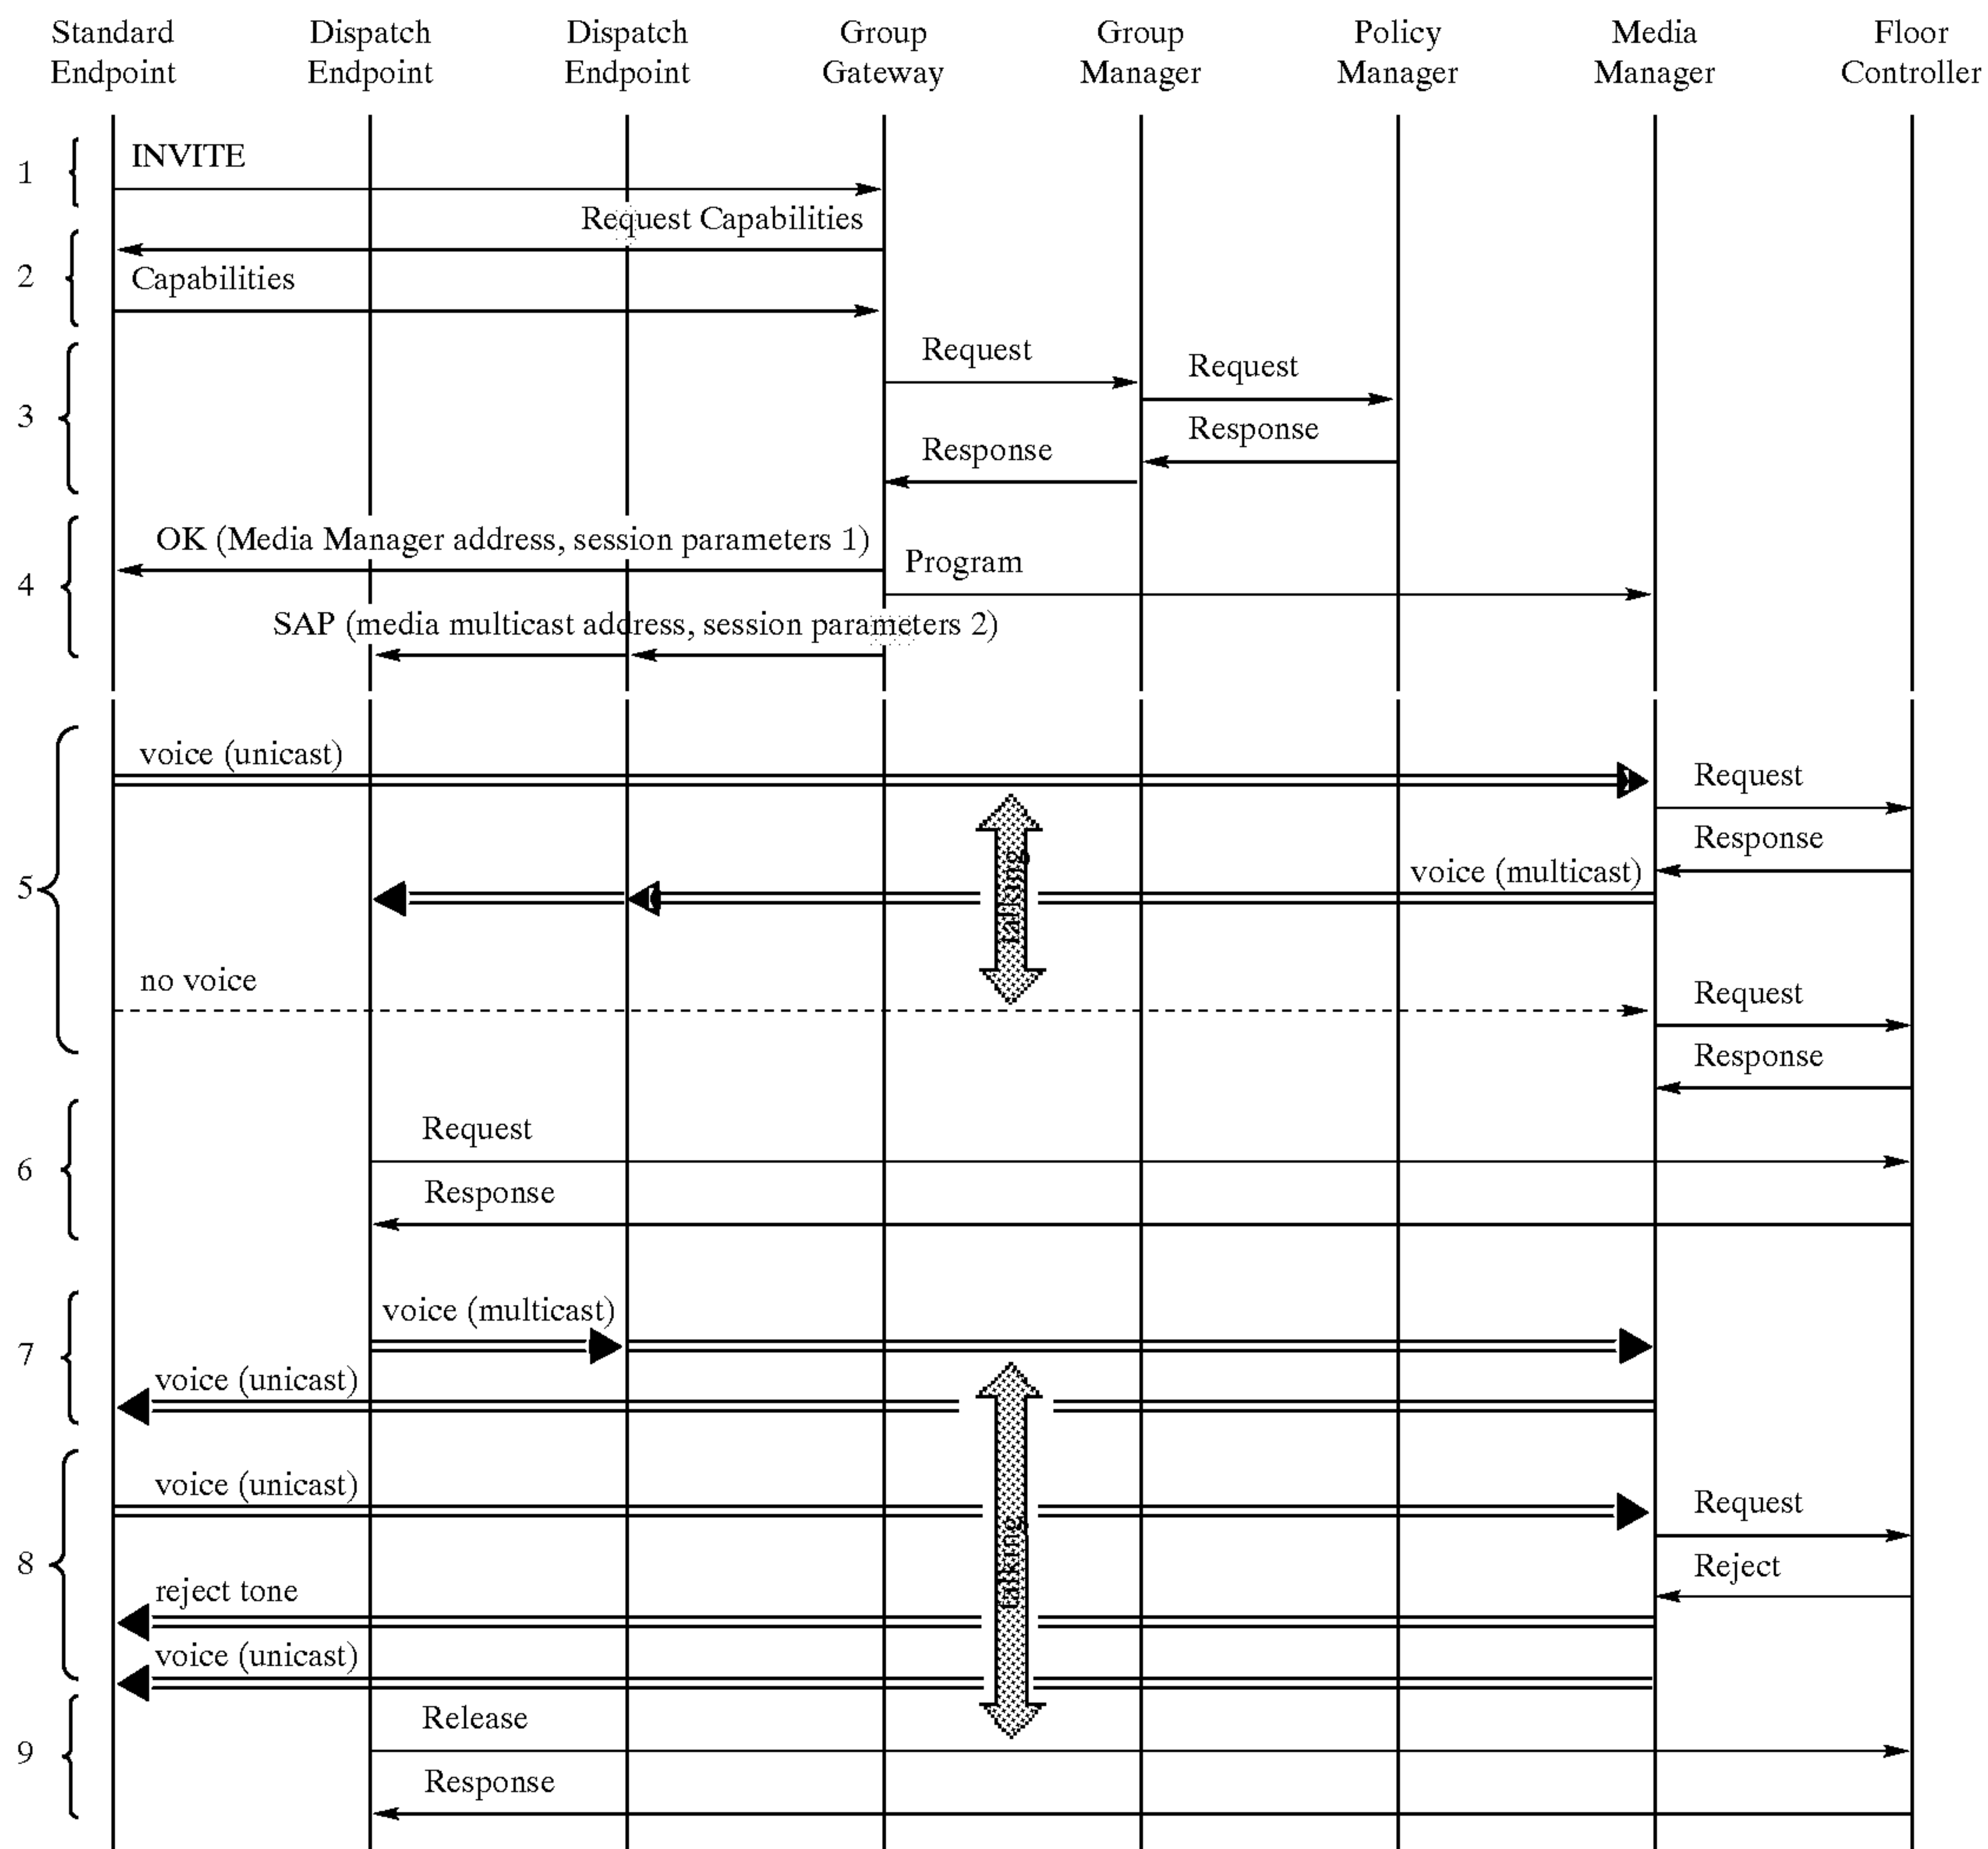 Standard Endpoint
Dispatch Endpoint
Dispatch Endpoint
Group Gateway
Group Manager
Policy Manager
Media Manager
Floor Controller
1
INVITE
Request Capabilities
2
Capabilities
Request
Request
3
Response
Response
OK (Media Manager address, session parameters 1)
Program
4
SAP (media multicast address, session parameters 2)
voice (unicast)
Request
Response
voice (multicast)
5
talking
no voice
Request
Response
Request
6
Response
voice (multicast)
7
voice (unicast)
voice (unicast)
Request
talking
8
Reject
reject tone
voice (unicast)
Release
9
Response